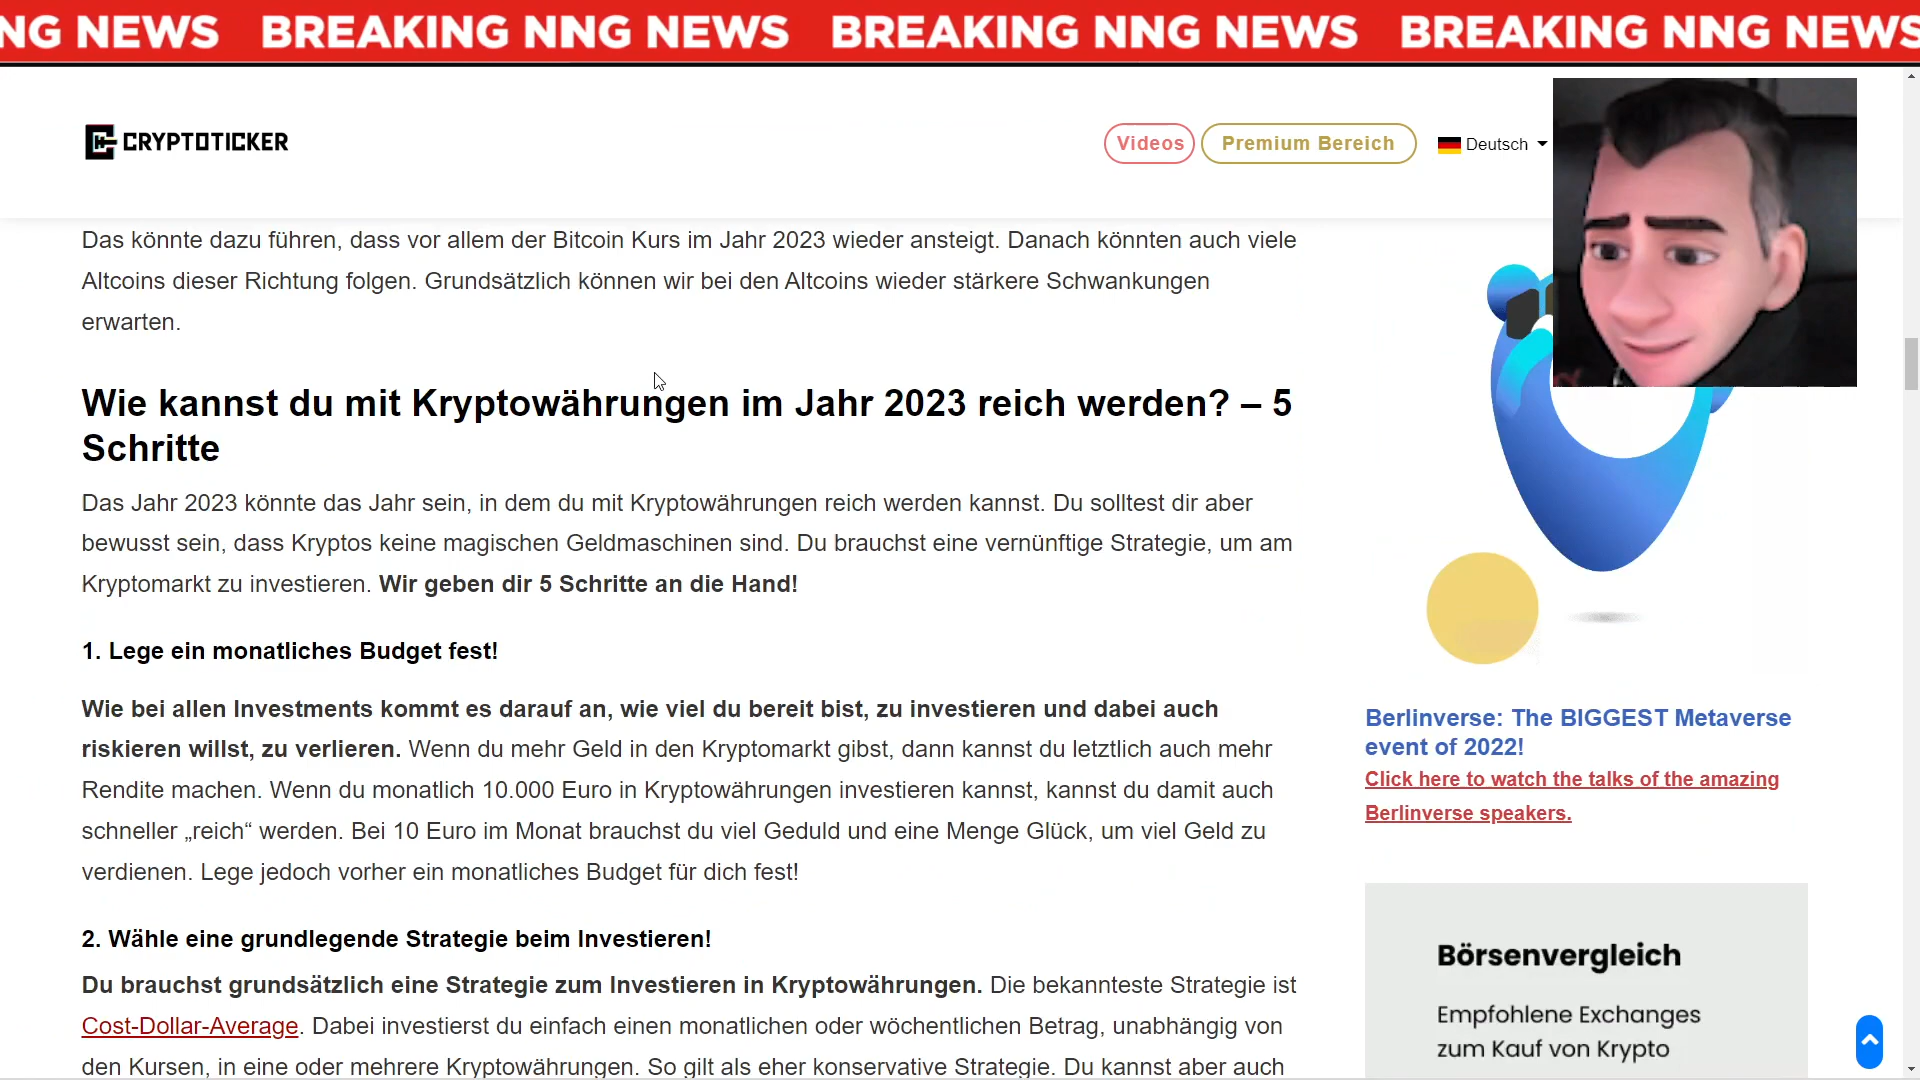 NG NEWS BREAKING NNG NEWS BREAKING NNG NEWS BREAKING NNG NEWS
CRYPTOTICKER
Videos
Premium Bereich
Deutsch
Das könnte dazu führen, dass vor allem der Bitcoin Kurs im Jahr 2023 wieder ansteigt. Danach könnten auch viele
Altcoins dieser Richtung folgen. Grundsätzlich können wir bei den Altcoins wieder stärkere Schwankungen
erwarten.
Wie kannst du mit Kryptowährungen im Jahr 2023 reich werden? – 5
Schritte
Das Jahr 2023 könnte das Jahr sein, in dem du mit Kryptowährungen reich werden kannst. Du solltest dir aber
bewusst sein, dass Kryptos keine magischen Geldmaschinen sind. Du brauchst eine vernünftige Strategie, um am
Kryptomarkt zu investieren. Wir geben dir 5 Schritte an die Hand!
1. Lege ein monatliches Budget fest!
Wie bei allen Investments kommt es darauf an, wie viel du bereit bist, zu investieren und dabei auch
riskieren willst, zu verlieren. Wenn du mehr Geld in den Kryptomarkt gibst, dann kannst du letztlich auch mehr
Rendite machen. Wenn du monatlich 10.000 Euro in Kryptowährungen investieren kannst, kannst du damit auch
schneller „reich“ werden. Bei 10 Euro im Monat brauchst du viel Geduld und eine Menge Glück, um viel Geld zu
verdienen. Lege jedoch vorher ein monatliches Budget für dich fest!
2. Wähle eine grundlegende Strategie beim Investieren!
Du brauchst grundsätzlich eine Strategie zum Investieren in Kryptowährungen. Die bekannteste Strategie ist
Cost-Dollar-Average. Dabei investierst du einfach einen monatlichen oder wöchentlichen Betrag, unabhängig von
den Kursen, in eine oder mehrere Kryptowährungen. So gilt als eher konservative Strategie. Du kannst aber auch
Berlinverse: The BIGGEST Metaverse
event of 2022!
Click here to watch the talks of the amazing
Berlinverse speakers.
Börsenvergleich
Empfohlene Exchanges
zum Kauf von Krypto